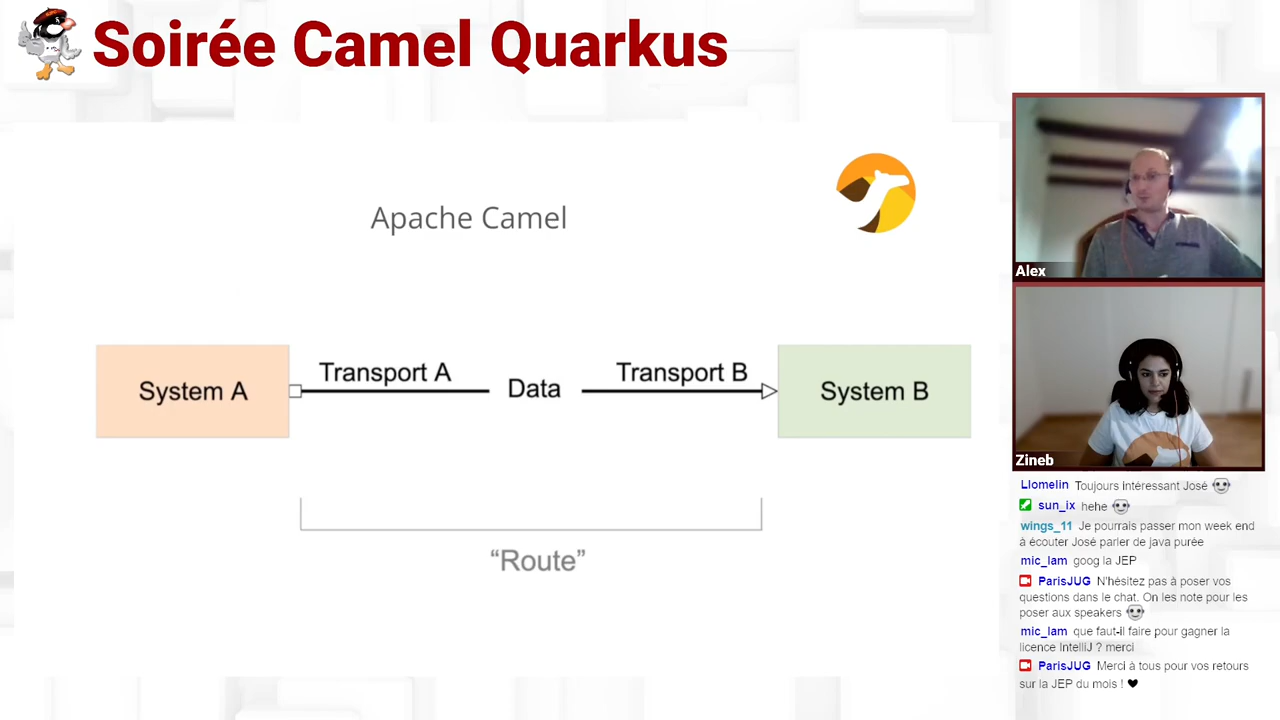 Soirée Camel Quarkus
Apache Camel
System A
Transport A
Data
Transport B
System B
“Route”
Alex
Zineb
Llomelin Toujours intéressant José
sun_ix hehe
wings_11 Je pourrais passer mon week end
à écouter José parler de java purée
mic_lam goog la JEP
ParisJUG N'hésitez pas à poser vos
questions dans le chat. On les note pour les
poser aux speakers
mic_lam que faut-il faire pour gagner la
licence IntelliJ ? merci
ParisJUG Merci à tous pour vos retours
sur la JEP du mois ! ♥